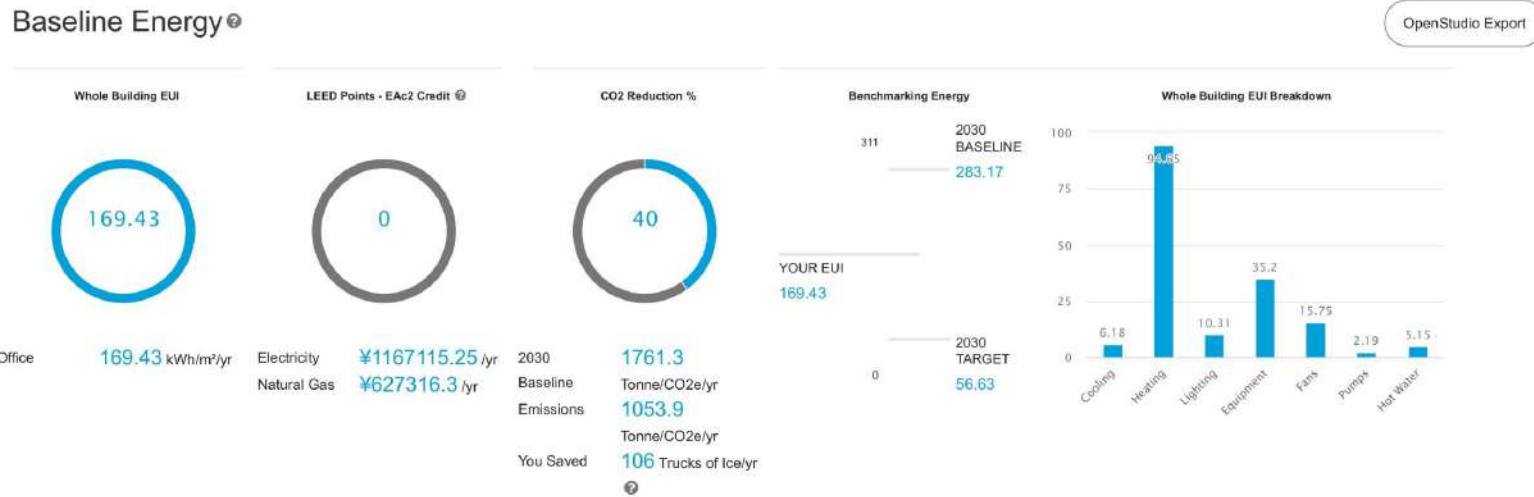 Baseline Energy
OpenStudio Export
Whole Building EUI
169.43
Office 169.43 kWh/m²/yr
LEED Points - EAc2 Credit
0
Electricity ¥1167115.25 /yr
Natural Gas ¥627316.3 /yr
CO2 Reduction %
40
2030 1761.3
Baseline Tonne/CO2e/yr
Emissions 1053.9
Tonne/CO2e/yr
You Saved 106 Trucks of Ice/yr
Benchmarking Energy
311
2030
BASELINE
283.17
YOUR EUI
169.43
2030
TARGET
0
56.63
Whole Building EUI Breakdown
100
75
50
25
0
6.18
94.65
10.31
35.2
15.75
2.19
5.15
Cooling
Heating
Lighting
Equipment
Fans
Pumps
Hot Water